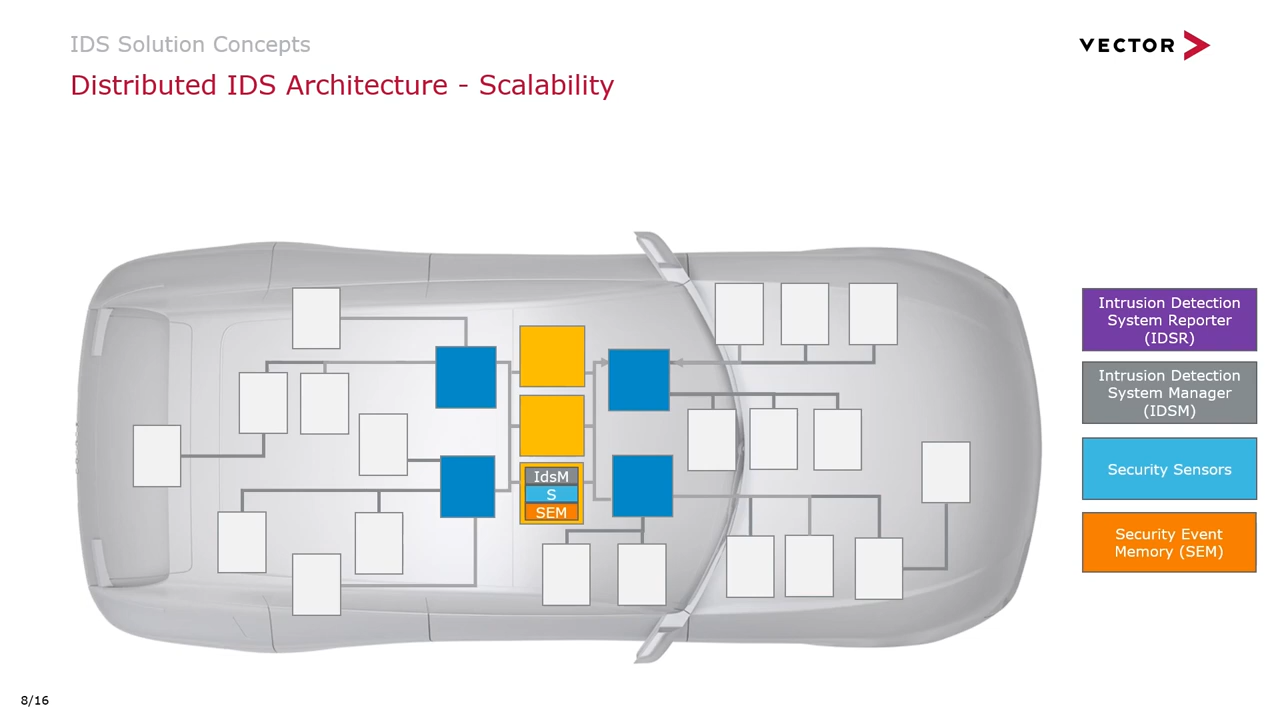 IDS Solution Concepts
VECTOR
Distributed IDS Architecture - Scalability
Intrusion Detection
System Reporter
(IDSR)
Intrusion Detection
System Manager
(IDSM)
Security Sensors
Security Event
Memory (SEM)
IdsM
S
SEM
8/16